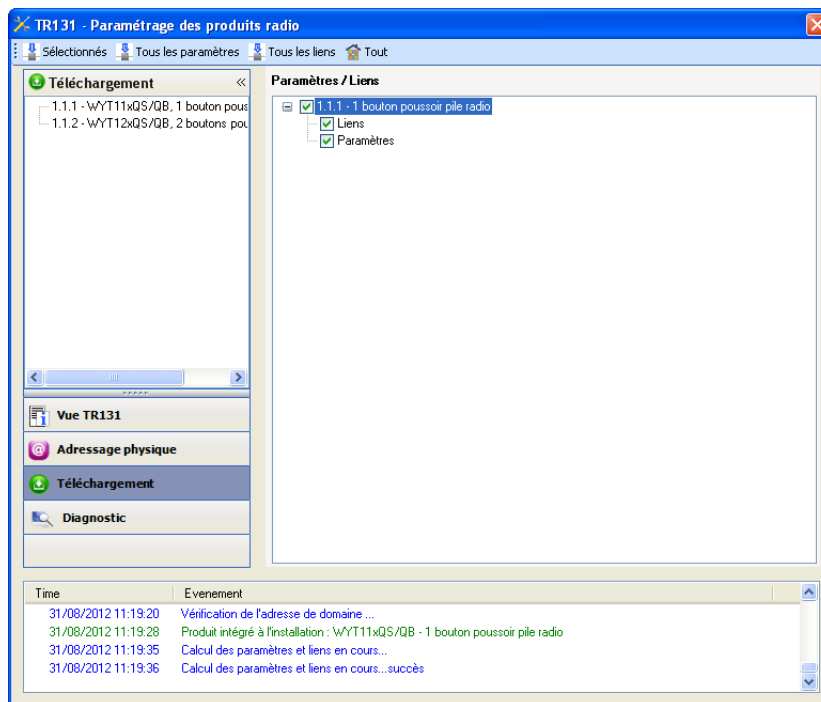 TR131 - Paramétrage des produits radio
Sélectionnés Tous les paramètres Tous les liens Tout
Téléchargement «
1.1.1 - WYT11xQS/QB, 1 bouton pous
1.1.2 - WYT12xQS/QB, 2 boutons pou
Paramètres / Liens
1.1.1 - 1 bouton poussoir pile radio
Liens
Paramètres
Vue TR131
Adressage physique
Téléchargement
Diagnostic
Time Evenement
31/08/2012 11:19:20 Vérification de l'adresse de domaine ...
31/08/2012 11:19:28 Produit intégré à l'installation : WYT11xQS/QB - 1 bouton poussoir pile radio
31/08/2012 11:19:35 Calcul des paramètres et liens en cours...
31/08/2012 11:19:36 Calcul des paramètres et liens en cours...succès